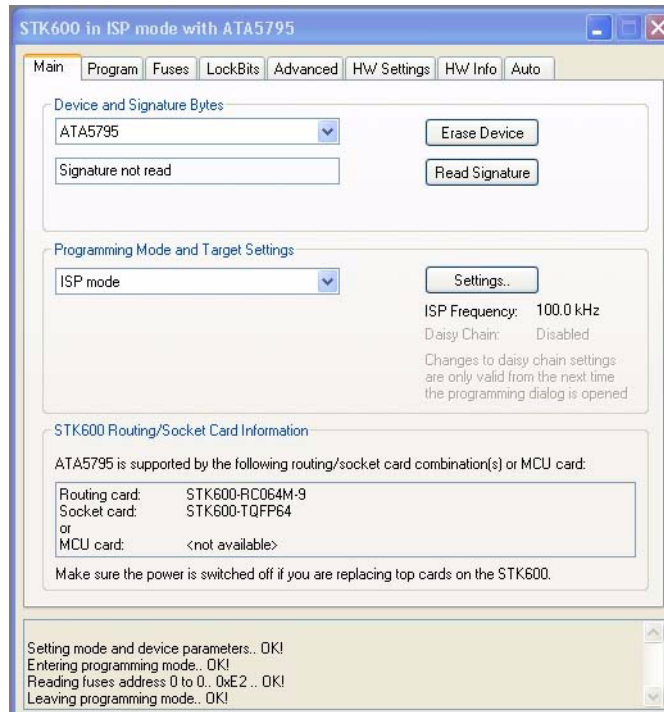 STK600 in ISP mode with ATA5795
Main Program Fuses LockBits Advanced HW Settings HW Info Auto
Device and Signature Bytes
ATA5795
Erase Device
Signature not read
Read Signature
Programming Mode and Target Settings
ISP mode
Settings..
ISP Frequency: 100.0 kHz
Daisy Chain: Disabled
Changes to daisy chain settings
are only valid from the next time
the programming dialog is opened
STK600 Routing/Socket Card Information
ATA5795 is supported by the following routing/socket card combination(s) or MCU card:
Routing card: STK600-RC064M-9
Socket card: STK600-TQFP64
or
MCU card: <not available>
Make sure the power is switched off if you are replacing top cards on the STK600.
Setting mode and device parameters.. OK!
Entering programming mode.. OK!
Reading fuses address 0 to 0.. 0xE2 .. OK!
Leaving programming mode.. OK!